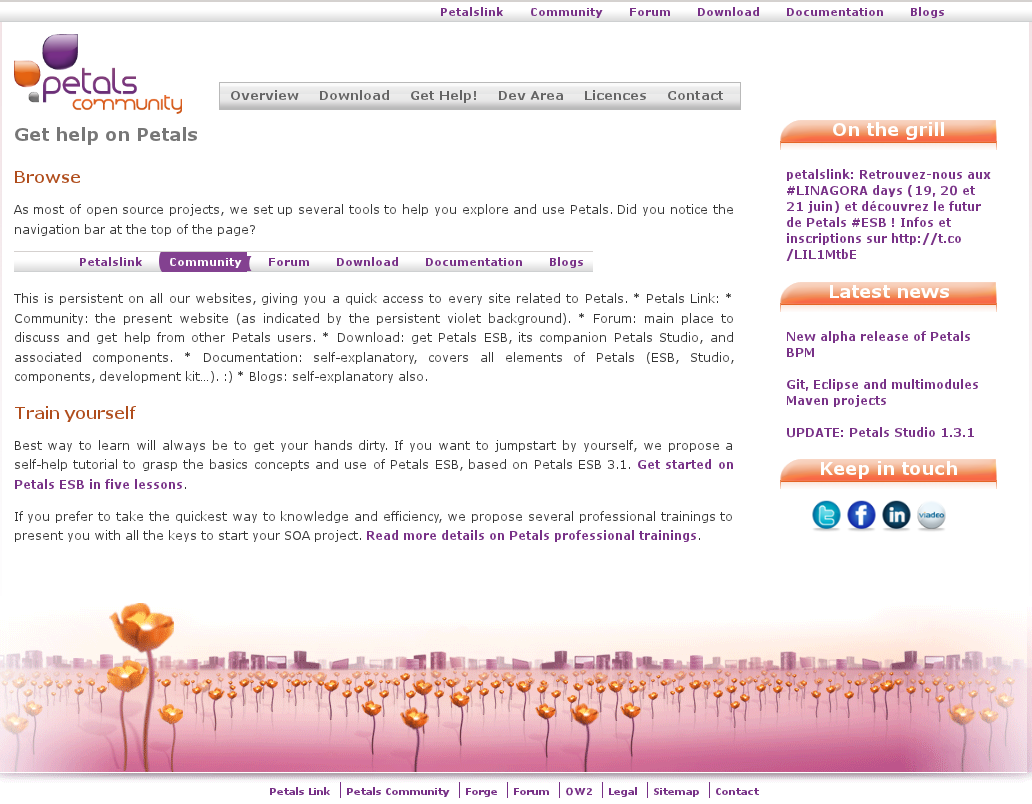 Petalslink Community Forum Download Documentation Blogs
petals
community
Overview Download Get Help! Dev Area Licences Contact
Get help on Petals
Browse
As most of open source projects, we set up several tools to help you explore and use Petals. Did you notice the
navigation bar at the top of the page?
Petalslink Community Forum Download Documentation Blogs
This is persistent on all our websites, giving you a quick access to every site related to Petals. * Petals Link: *
Community: the present website (as indicated by the persistent violet background). * Forum: main place to
discuss and get help from other Petals users. * Download: get Petals ESB, its companion Petals Studio, and
associated components. * Documentation: self-explanatory, covers all elements of Petals (ESB, Studio,
components, development kit...). :) * Blogs: self-explanatory also.
Train yourself
Best way to learn will always be to get your hands dirty. If you want to jumpstart by yourself, we propose a
self-help tutorial to grasp the basics concepts and use of Petals ESB, based on Petals ESB 3.1. Get started on
Petals ESB in five lessons.
If you prefer to take the quickest way to knowledge and efficiency, we propose several professional trainings to
present you with all the keys to start your SOA project. Read more details on Petals professional trainings.
On the grill
petalslink: Retrouvez-nous aux
#LINAGORA days (19, 20 et
21 juin) et découvrez le futur
de Petals #ESB ! Infos et
inscriptions sur http://t.co
/LIL1MtbE
Latest news
New alpha release of Petals
BPM
Git, Eclipse and multimodules
Maven projects
UPDATE: Petals Studio 1.3.1
Keep in touch
t f in viadeo
Petals Link Petals Community Forge Forum OW2 Legal Sitemap Contact